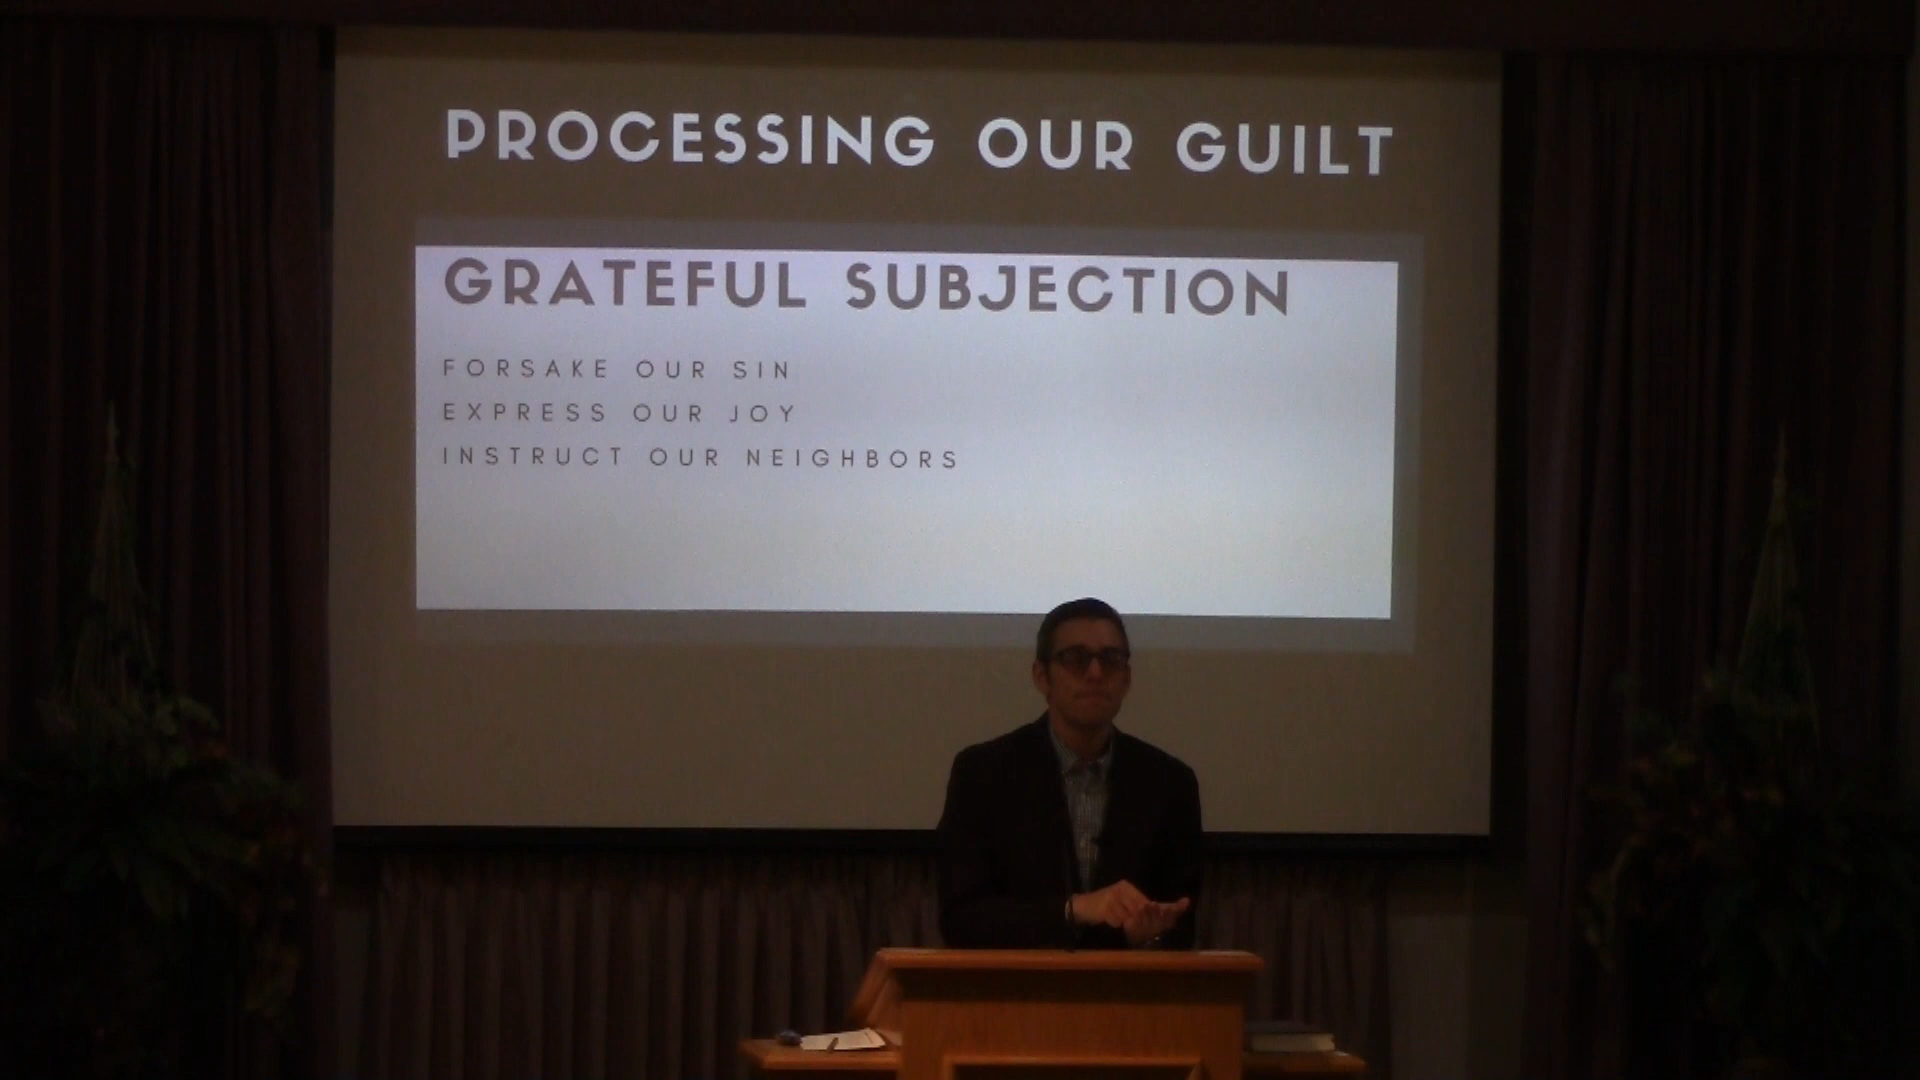 PROCESSING OUR GUILT
GRATEFUL SUBJECTION
FORSAKE OUR SIN
EXPRESS OUR JOY
INSTRUCT OUR NEIGHBORS